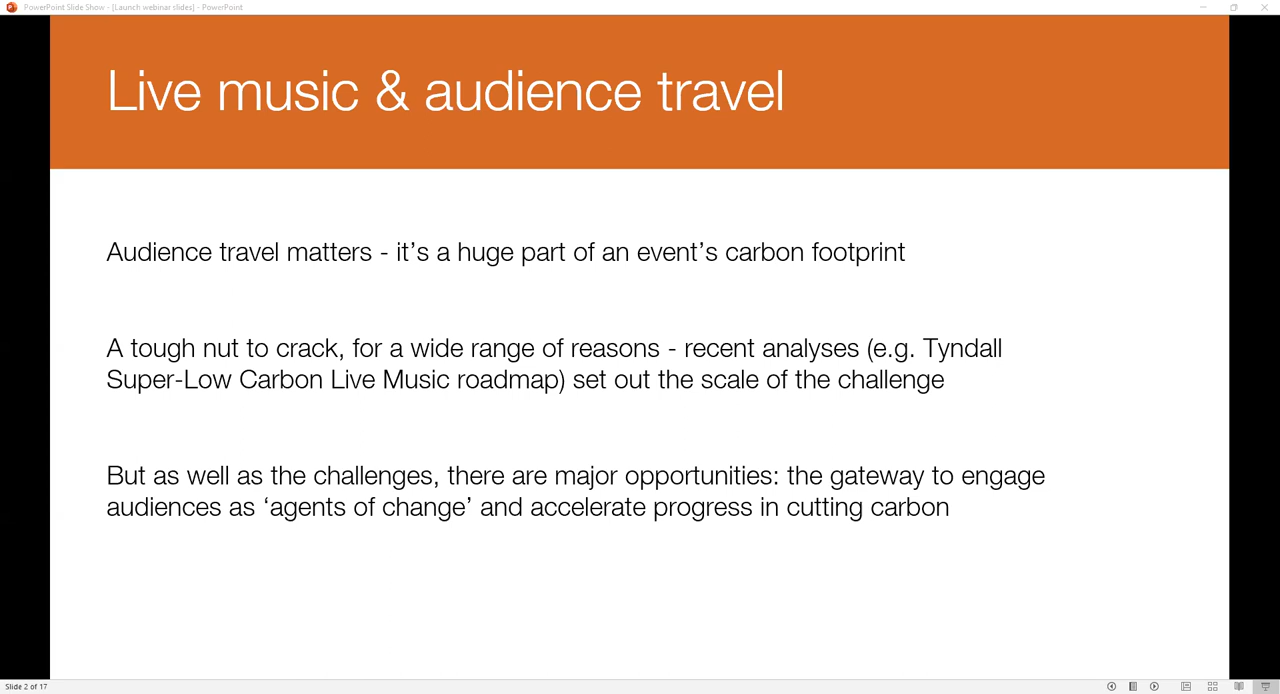 PowerPoint Slide Show - [Launch webinar slides] - PowerPoint
Live music & audience travel
Audience travel matters - it’s a huge part of an event’s carbon footprint
A tough nut to crack, for a wide range of reasons - recent analyses (e.g. Tyndall
Super-Low Carbon Live Music roadmap) set out the scale of the challenge
But as well as the challenges, there are major opportunities: the gateway to engage
audiences as ‘agents of change’ and accelerate progress in cutting carbon
Slide 2 of 17